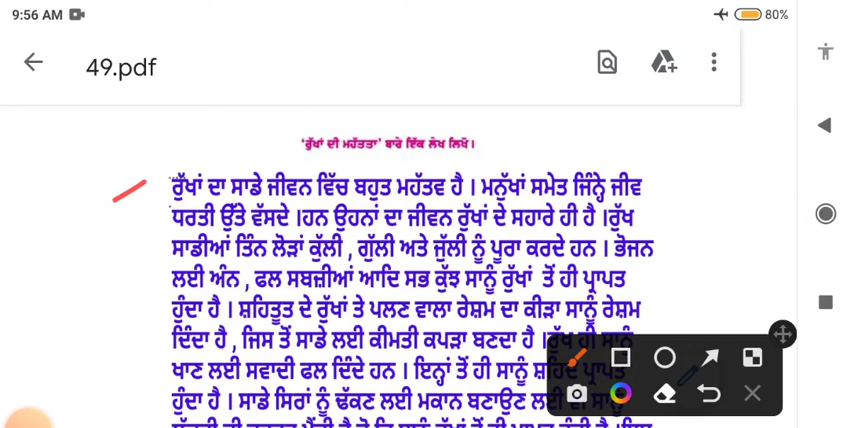 9:56 AM 80%
49.pdf
'ਰੁੱਖਾਂ ਦੀ ਮਹੱਤਤਾ' ਬਾਰੇ ਇੱਕ ਲੇਖ ਲਿਖੋ।
ਰੁੱਖਾਂ ਦਾ ਸਾਡੇ ਜੀਵਨ ਵਿੱਚ ਬਹੁਤ ਮਹੱਤਵ ਹੈ । ਮਨੁੱਖਾਂ ਸਮੇਤ ਜਿੰਨ੍ਹੇ ਜੀਵ
ਧਰਤੀ ਉੱਤੇ ਵੱਸਦੇ ।ਹਨ ਉਹਨਾਂ ਦਾ ਜੀਵਨ ਰੁੱਖਾਂ ਦੇ ਸਹਾਰੇ ਹੀ ਹੈ ।ਰੁੱਖ
ਸਾਡੀਆਂ ਤਿੰਨ ਲੋੜਾਂ ਕੁੱਲੀ , ਗੁੱਲੀ ਅਤੇ ਜੁੱਲੀ ਨੂੰ ਪੂਰਾ ਕਰਦੇ ਹਨ । ਭੋਜਨ
ਲਈ ਅੰਨ , ਫਲ ਸਬਜ਼ੀਆਂ ਆਦਿ ਸਭ ਕੁੱਝ ਸਾਨੂੰ ਰੁੱਖਾਂ ਤੋਂ ਹੀ ਪ੍ਰਾਪਤ
ਹੁੰਦਾ ਹੈ । ਸ਼ਹਿਤੂਤ ਦੇ ਰੁੱਖਾਂ ਤੇ ਪਲਣ ਵਾਲਾ ਰੇਸ਼ਮ ਦਾ ਕੀੜਾ ਸਾਨੂੰ ਰੇਸ਼ਮ
ਦਿੰਦਾ ਹੈ , ਜਿਸ ਤੋਂ ਸਾਡੇ ਲਈ ਕੀਮਤੀ ਕਪੜਾ ਬਣਦਾ ਹੈ ।ਰੁੱਖ ਹੀ ਸਾਨੂੰ
ਖਾਣ ਲਈ ਸਵਾਦੀ ਫਲ ਦਿੰਦੇ ਹਨ । ਇਨ੍ਹਾਂ ਤੋਂ ਹੀ ਸਾਨੂੰ ਸ਼ਹਿਦ ਪ੍ਰਾਪਤ
ਹੁੰਦਾ ਹੈ । ਸਾਡੇ ਸਿਰਾਂ ਨੂੰ ਢੱਕਣ ਲਈ ਮਕਾਨ ਬਣਾਉਣ ਲਈ ਵੀ ਸਾਨੂੰ